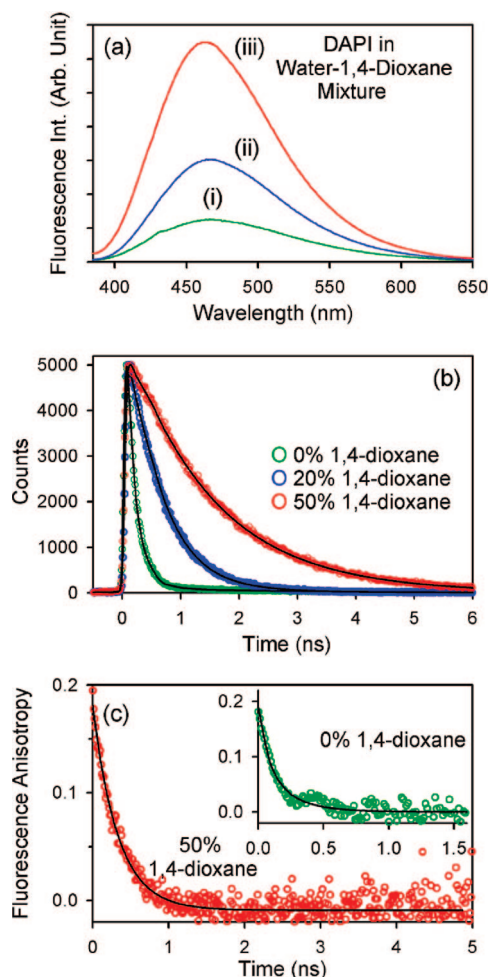 (a)
(iii)
DAPI in
Water-1,4-Dioxane
Mixture
(ii)
(i)
Fluorescence Int. (Arb. Unit)
400 450 500 550 600 650
Wavelength (nm)
5000
4000
3000
2000
1000
0
Counts
(b)
0% 1,4-dioxane
20% 1,4-dioxane
50% 1,4-dioxane
0 1 2 3 4 5 6
Time (ns)
Fluorescence Anisotropy
0.2
0.1
0.0
(c)
0.2
0.1
0.0
0% 1,4-dioxane
0.0 0.5 1.0 1.5
50%
1,4-dioxane
0 1 2 3 4 5
Time (ns)